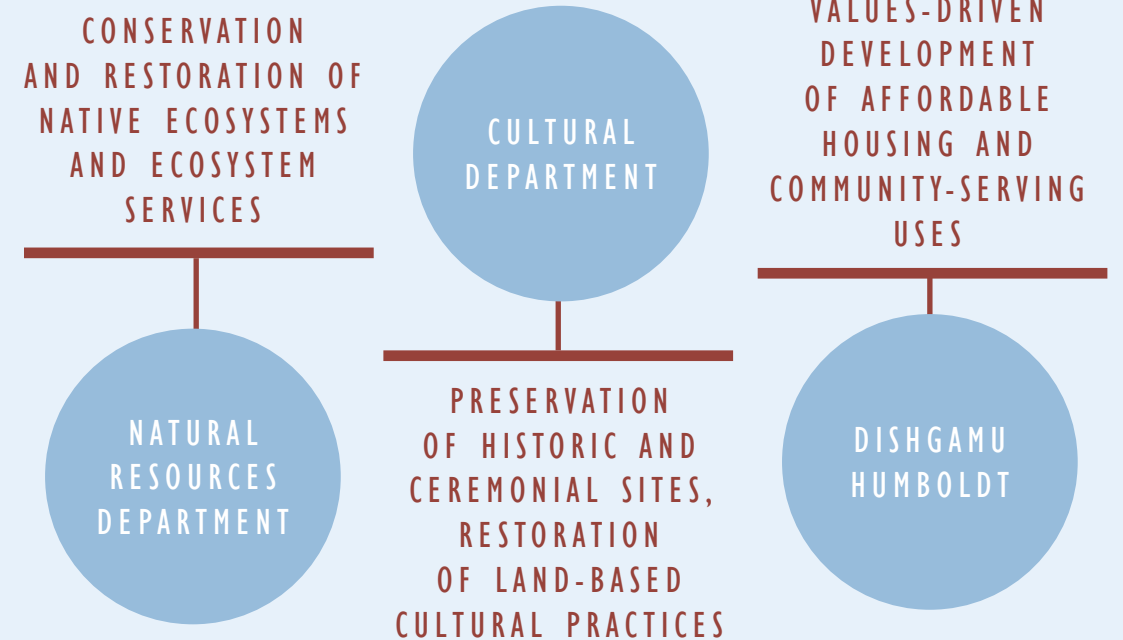 CONSERVATION
AND RESTORATION OF
NATIVE ECOSYSTEMS
AND ECOSYSTEM
SERVICES
NATURAL
RESOURCES
DEPARTMENT
CULTURAL
DEPARTMENT
PRESERVATION
OF HISTORIC AND
CEREMONIAL SITES,
RESTORATION
OF LAND-BASED
CULTURAL PRACTICES
VALUES-DRIVEN
DEVELOPMENT
OF AFFORDABLE
HOUSING AND
COMMUNITY-SERVING
USES
DISHGAMU
HUMBOLDT